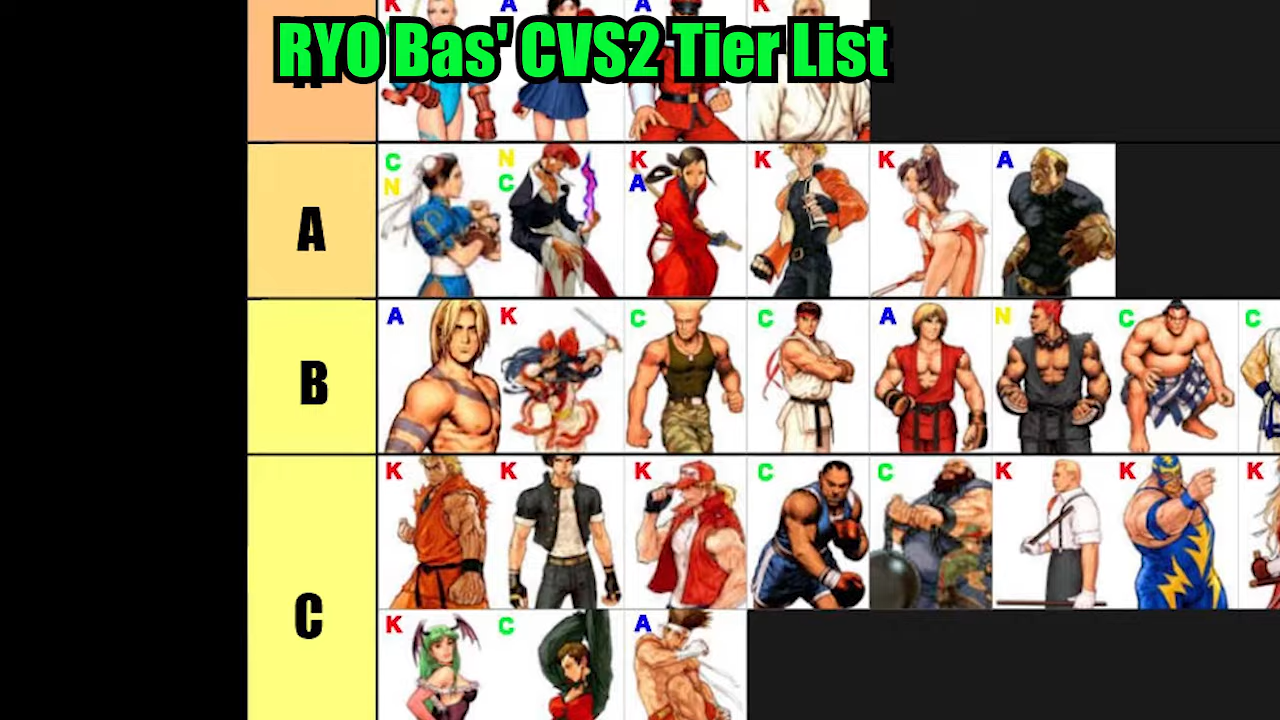 K A A K
RYO Bas' CVS2 Tier List
A
C N K K K A
N C A
A
A K C C A N C C
B
K K K C C K K K
C
K C A